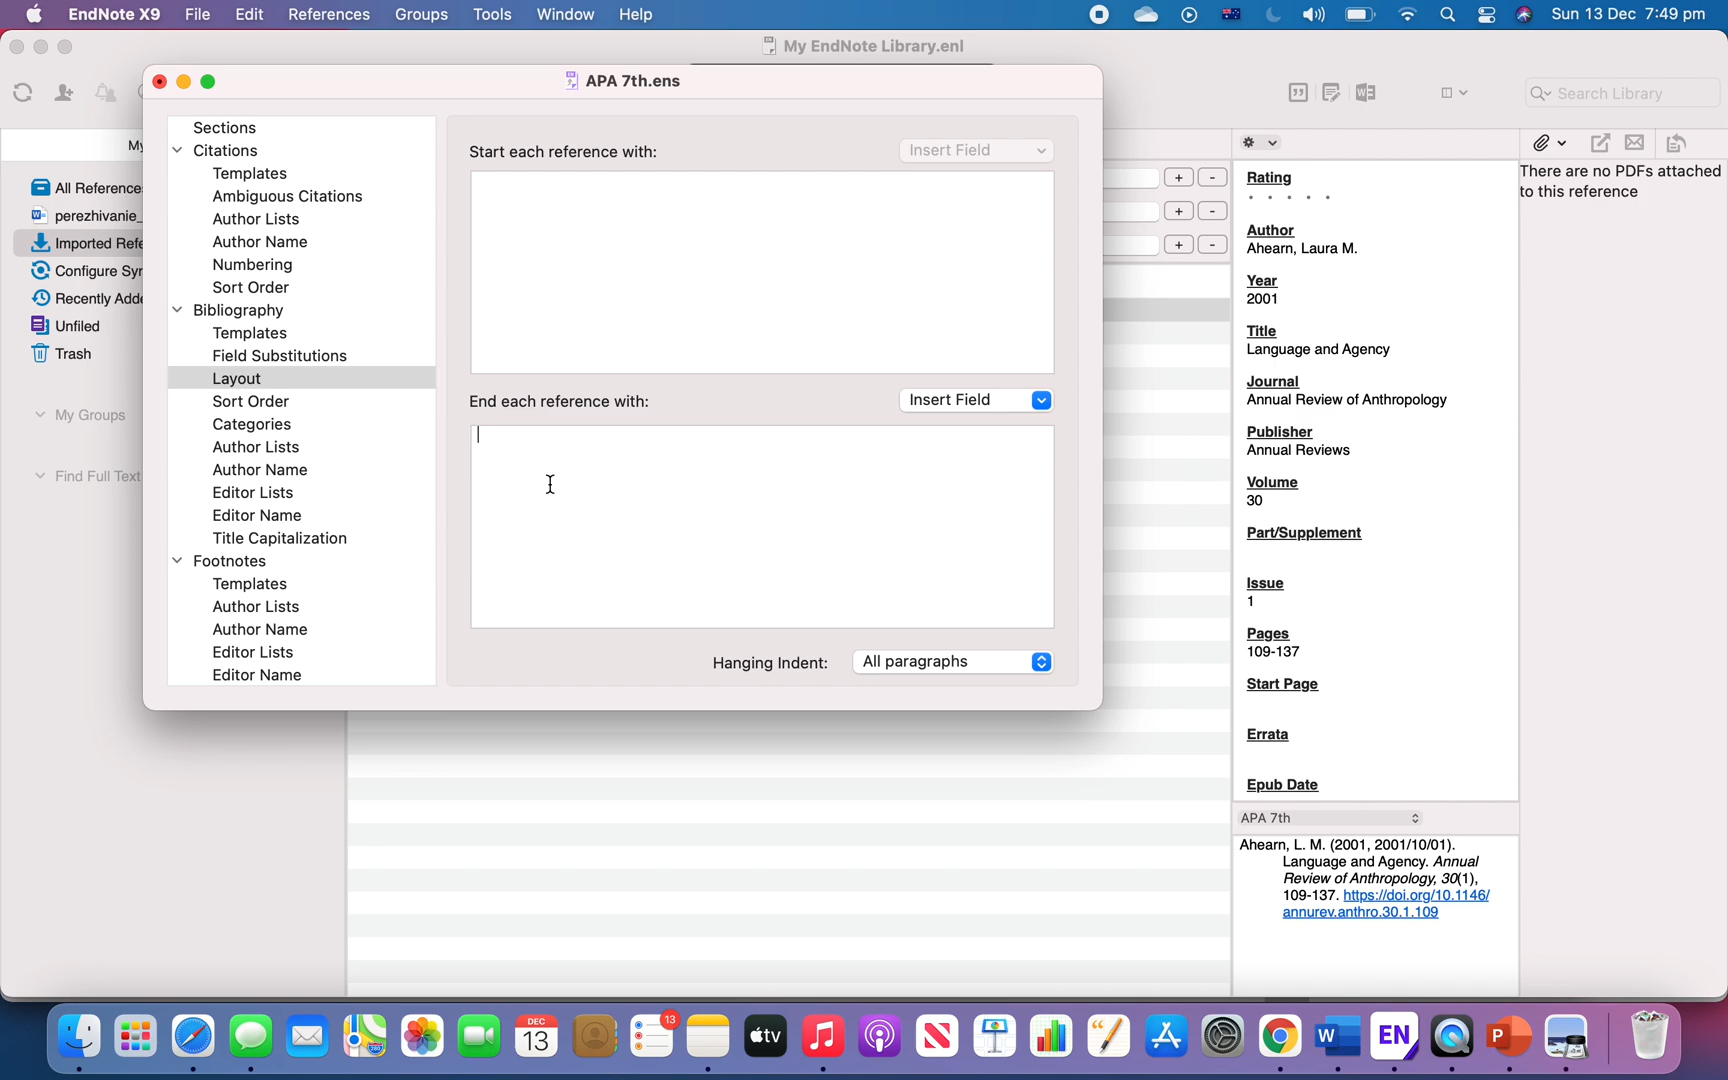 EndNote X9 File Edit References Groups Tools Window Help Sun 13 Dec 7:49 pm
My EndNote Library.enl
APA 7th.ens
Search Library
My
All References
perezhivanie_
Imported Refe
Configure Syn
Recently Adde
Unfiled
Trash
My Groups
Find Full Text
Sections
Citations
Templates
Ambiguous Citations
Author Lists
Author Name
Numbering
Sort Order
Bibliography
Templates
Field Substitutions
Layout
Sort Order
Categories
Author Lists
Author Name
Editor Lists
Editor Name
Title Capitalization
Footnotes
Templates
Author Lists
Author Name
Editor Lists
Editor Name
Start each reference with: Insert Field
End each reference with: Insert Field
Hanging Indent: All paragraphs
+ -
+ -
+ -
Rating
Author
Ahearn, Laura M.
Year
2001
Title
Language and Agency
Journal
Annual Review of Anthropology
Publisher
Annual Reviews
Volume
30
Part/Supplement
Issue
1
Pages
109-137
Start Page
Errata
Epub Date
APA 7th
Ahearn, L. M. (2001, 2001/10/01).
Language and Agency. Annual
Review of Anthropology, 30(1),
109-137. https://doi.org/10.1146/
annurev.anthro.30.1.109
There are no PDFs attached
to this reference
DEC
13
13
tv
W
EN
P